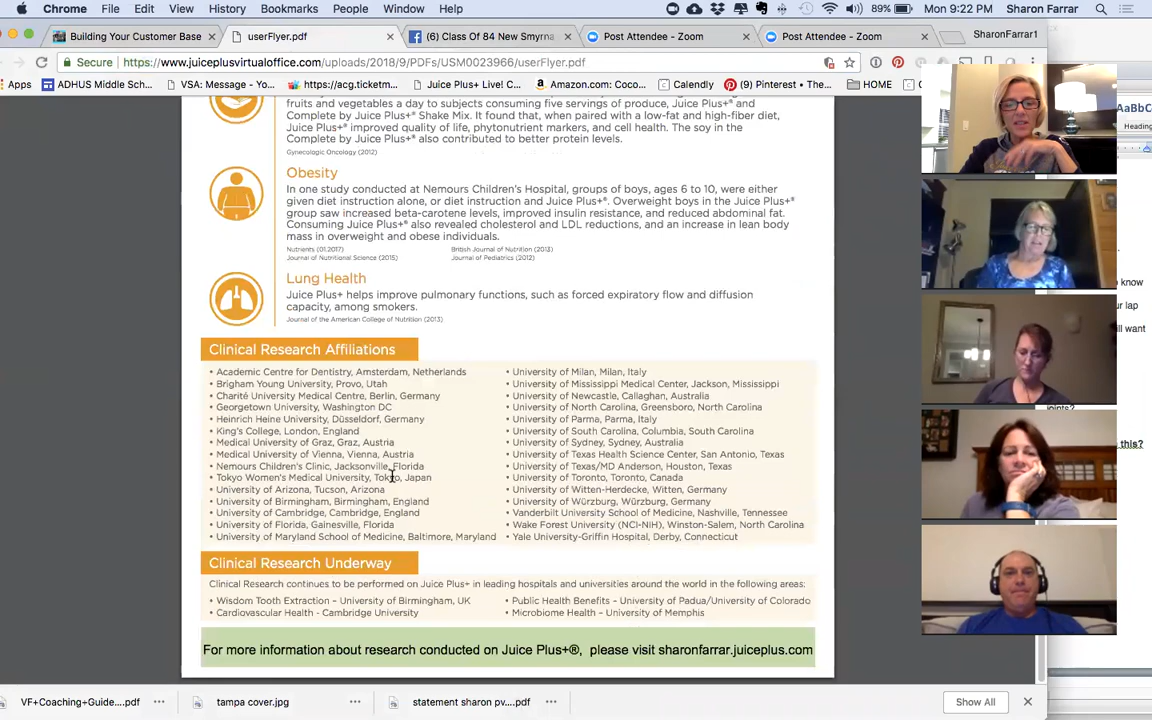 Chrome File Edit View History Bookmarks People Window Help 89% Mon 9:22 PM Sharon Farrar
Building Your Customer Base userFlyer.pdf (6) Class Of 84 New Smyrna Post Attendee - Zoom Post Attendee - Zoom SharonFarrar1
Secure https://www.juiceplusvirtualoffice.com/uploads/2018/9/PDFs/USM0023966/userFlyer.pdf
Apps ADHUS Middle Sch... VSA: Message - Yo... https://acg.ticketm... Juice Plus+ Live! C... Amazon.com: Coco... Calendly (9) Pinterest • The... HOME
fruits and vegetables a day to subjects consuming five servings of produce, Juice Plus+® and
Complete by Juice Plus+® Shake Mix. It found that, when paired with a low-fat and high-fiber diet,
Juice Plus+® improved quality of life, phytonutrient markers, and cell health. The soy in the
Complete by Juice Plus+® also contributed to better protein levels.
Gynecologic Oncology (2012)
Obesity
In one study conducted at Nemours Children's Hospital, groups of boys, ages 6 to 10, were either
given diet instruction alone, or diet instruction and Juice Plus+®. Overweight boys in the Juice Plus+®
group saw increased beta-carotene levels, improved insulin resistance, and reduced abdominal fat.
Consuming Juice Plus+® also revealed cholesterol and LDL reductions, and an increase in lean body
mass in overweight and obese individuals.
Nutrients (01.2017) British Journal of Nutrition (2013)
Journal of Nutritional Science (2015) Journal of Pediatrics (2012)
Lung Health
Juice Plus+ helps improve pulmonary functions, such as forced expiratory flow and diffusion
capacity, among smokers.
Journal of the American College of Nutrition (2013)
Clinical Research Affiliations
• Academic Centre for Dentistry, Amsterdam, Netherlands
• Brigham Young University, Provo, Utah
• Charité University Medical Centre, Berlin, Germany
• Georgetown University, Washington DC
• Heinrich Heine University, Düsseldorf, Germany
• King's College, London, England
• Medical University of Graz, Graz, Austria
• Medical University of Vienna, Vienna, Austria
• Nemours Children's Clinic, Jacksonville, Florida
• Tokyo Women's Medical University, Tokyo, Japan
• University of Arizona, Tucson, Arizona
• University of Birmingham, Birmingham, England
• University of Cambridge, Cambridge, England
• University of Florida, Gainesville, Florida
• University of Maryland School of Medicine, Baltimore, Maryland
• University of Milan, Milan, Italy
• University of Mississippi Medical Center, Jackson, Mississippi
• University of Newcastle, Callaghan, Australia
• University of North Carolina, Greensboro, North Carolina
• University of Parma, Parma, Italy
• University of South Carolina, Columbia, South Carolina
• University of Sydney, Sydney, Australia
• University of Texas Health Science Center, San Antonio, Texas
• University of Texas/MD Anderson, Houston, Texas
• University of Toronto, Toronto, Canada
• University of Witten-Herdecke, Witten, Germany
• University of Würzburg, Würzburg, Germany
• Vanderbilt University School of Medicine, Nashville, Tennessee
• Wake Forest University (NCI-NIH), Winston-Salem, North Carolina
• Yale University-Griffin Hospital, Derby, Connecticut
Clinical Research Underway
Clinical Research continues to be performed on Juice Plus+ in leading hospitals and universities around the world in the following areas:
• Wisdom Tooth Extraction – University of Birmingham, UK
• Cardiovascular Health - Cambridge University
• Public Health Benefits – University of Padua/University of Colorado
• Microbiome Health – University of Memphis
For more information about research conducted on Juice Plus+®, please visit sharonfarrar.juiceplus.com
AaBbC
Heading
know
ur lap
will want
joints?
this?
VF+Coaching+Guide....pdf tampa cover.jpg statement sharon pv....pdf Show All